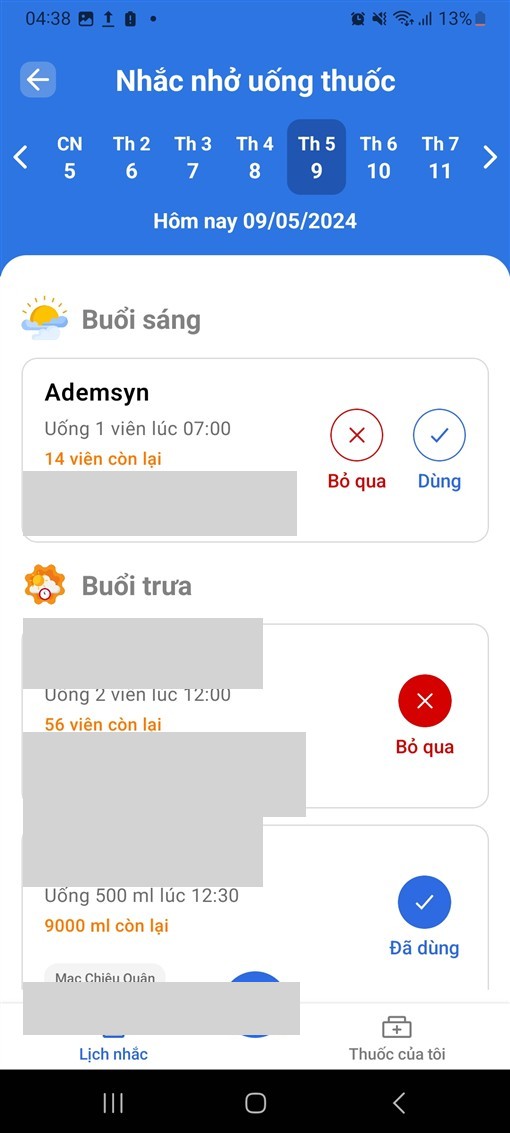 04:38
13%
Nhắc nhở uống thuốc
CN Th 2 Th 3 Th 4 Th 5 Th 6 Th 7
5 6 7 8 9 10 11
Hôm nay 09/05/2024
Buổi sáng
Ademsyn
Uống 1 viên lúc 07:00
14 viên còn lại
Bỏ qua Dùng
Buổi trưa
Uống 2 viên lúc 12:00
56 viên còn lại
Bỏ qua
Uống 500 ml lúc 12:30
9000 ml còn lại
Đã dùng
Mạc Chiêu Quân
Lịch nhắc
Thuốc của tôi